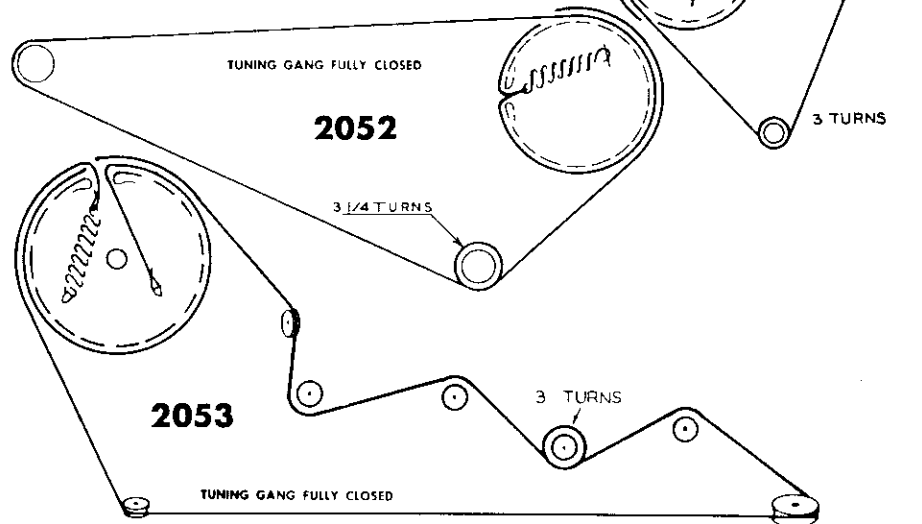 TUNING GANG FULLY CLOSED
3 TURNS
2052
3 1/4 TURNS
2053
3 TURNS
TUNING GANG FULLY CLOSED